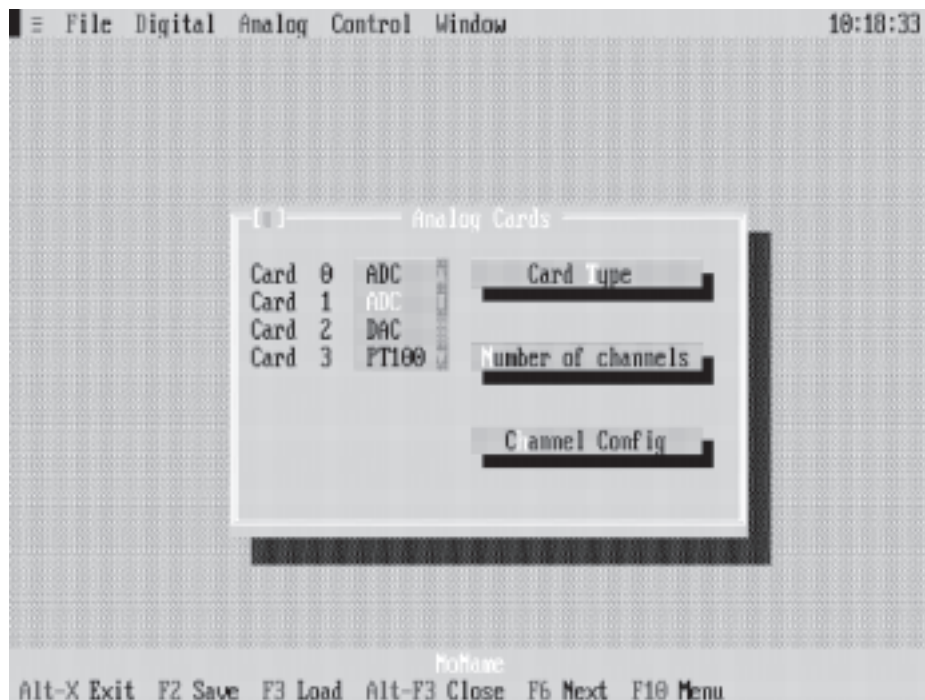 ≡ File Digital Analog Control Window 10:18:33
[ ] Analog Cards
Card 0 ADC
Card 1 ADC
Card 2 DAC
Card 3 PT100
Card Type
Number of channels
Channel Config
NoName
Alt-X Exit F2 Save F3 Load Alt-F3 Close F6 Next F10 Menu